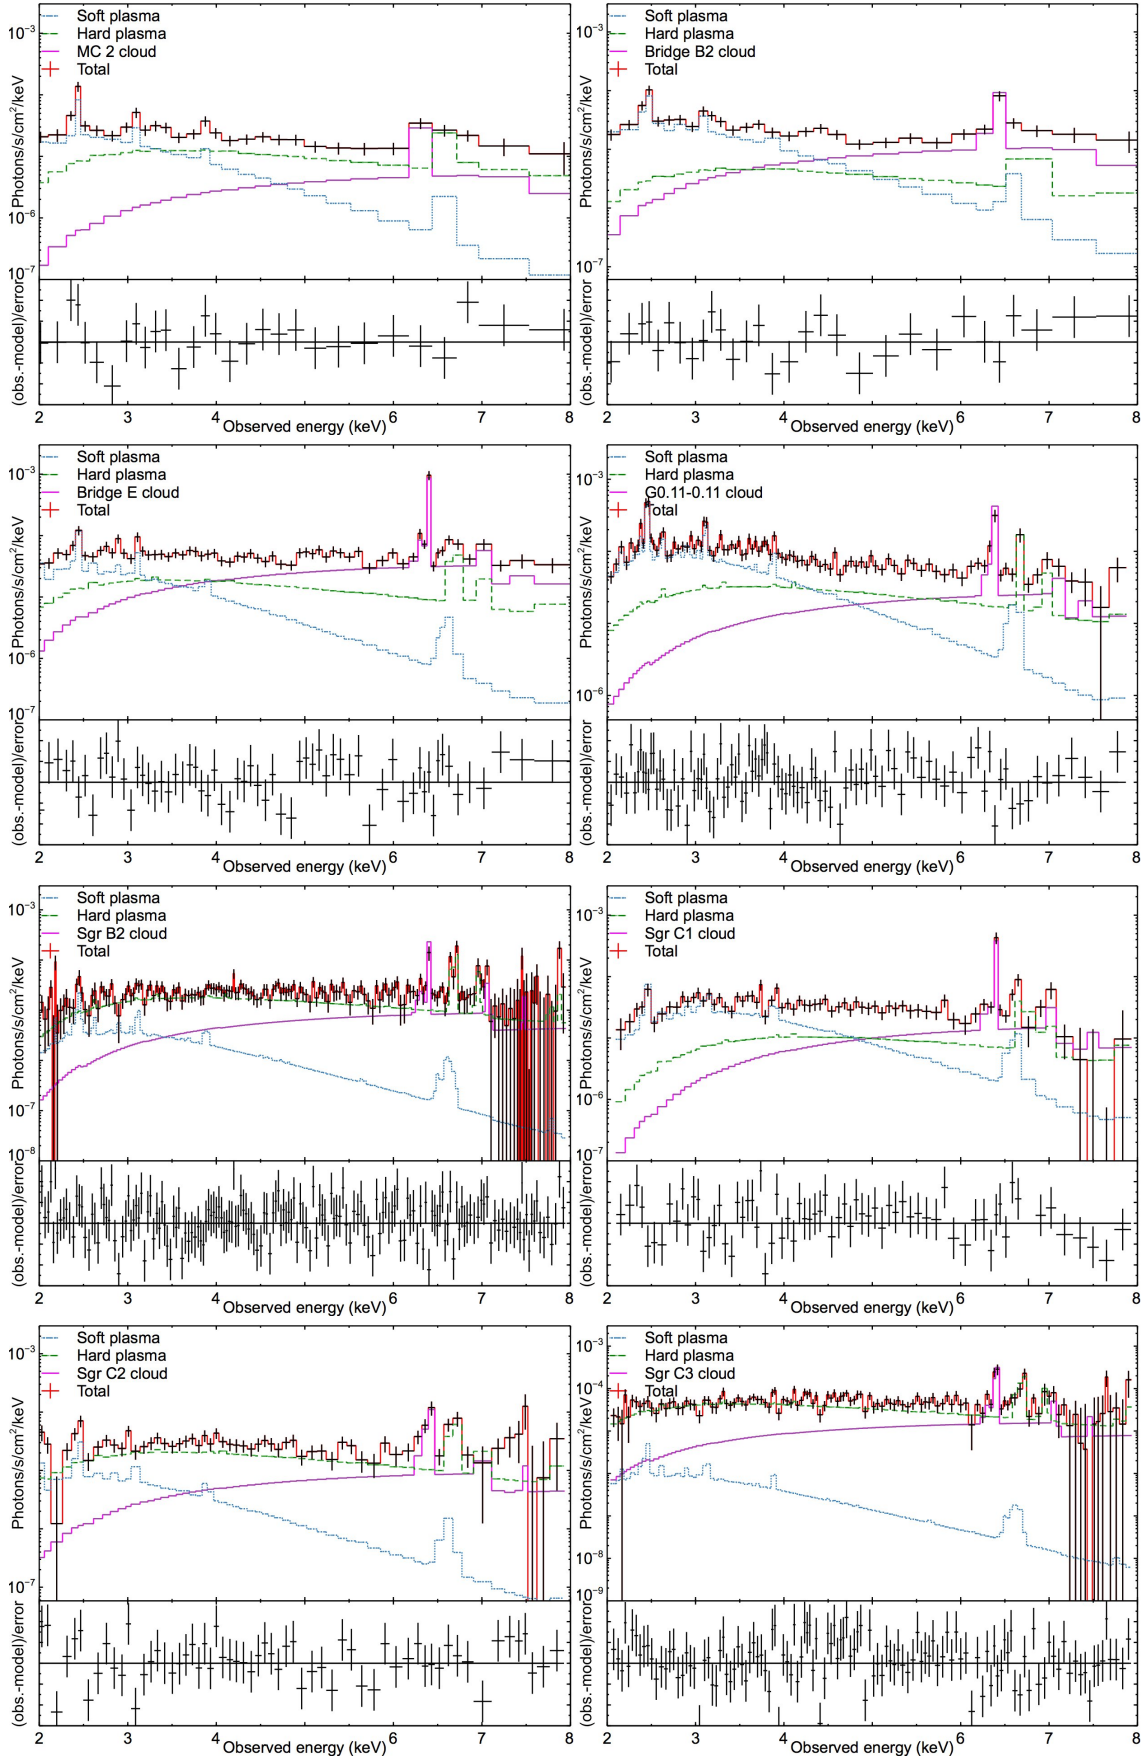 Soft plasma
Hard plasma
MC 2 cloud
Total
10⁻³
10⁻⁶
10⁻⁷
Photons/s/cm²/keV
(obs.-model)/error
2 3 4 5 6 7 8
Observed energy (keV)
Soft plasma
Hard plasma
Bridge B2 cloud
Total
10⁻³
10⁻⁶
10⁻⁷
Photons/s/cm²/keV
(obs.-model)/error
2 3 4 5 6 7 8
Observed energy (keV)
Soft plasma
Hard plasma
Bridge E cloud
Total
10⁻³
10⁻⁶
10⁻⁷
Photons/s/cm²/keV
(obs.-model)/error
2 3 4 5 6 7 8
Observed energy (keV)
Soft plasma
Hard plasma
G0.11-0.11 cloud
Total
10⁻³
10⁻⁶
Photons/s/cm²/keV
(obs.-model)/error
2 3 4 5 6 7 8
Observed energy (keV)
Soft plasma
Hard plasma
Sgr B2 cloud
Total
10⁻³
10⁻⁷
10⁻⁸
Photons/s/cm²/keV
(obs.-model)/error
2 3 4 5 6 7 8
Observed energy (keV)
Soft plasma
Hard plasma
Sgr C1 cloud
Total
10⁻³
10⁻⁶
10⁻⁷
Photons/s/cm²/keV
(obs.-model)/error
2 3 4 5 6 7 8
Observed energy (keV)
Soft plasma
Hard plasma
Sgr C2 cloud
Total
10⁻³
10⁻⁷
Photons/s/cm²/keV
(obs.-model)/error
2 3 4 5 6 7 8
Observed energy (keV)
Soft plasma
Hard plasma
Sgr C3 cloud
Total
10⁻³
10⁻⁴
10⁻⁸
10⁻⁹
Photons/s/cm²/keV
(obs.-model)/error
2 3 4 5 6 7 8
Observed energy (keV)